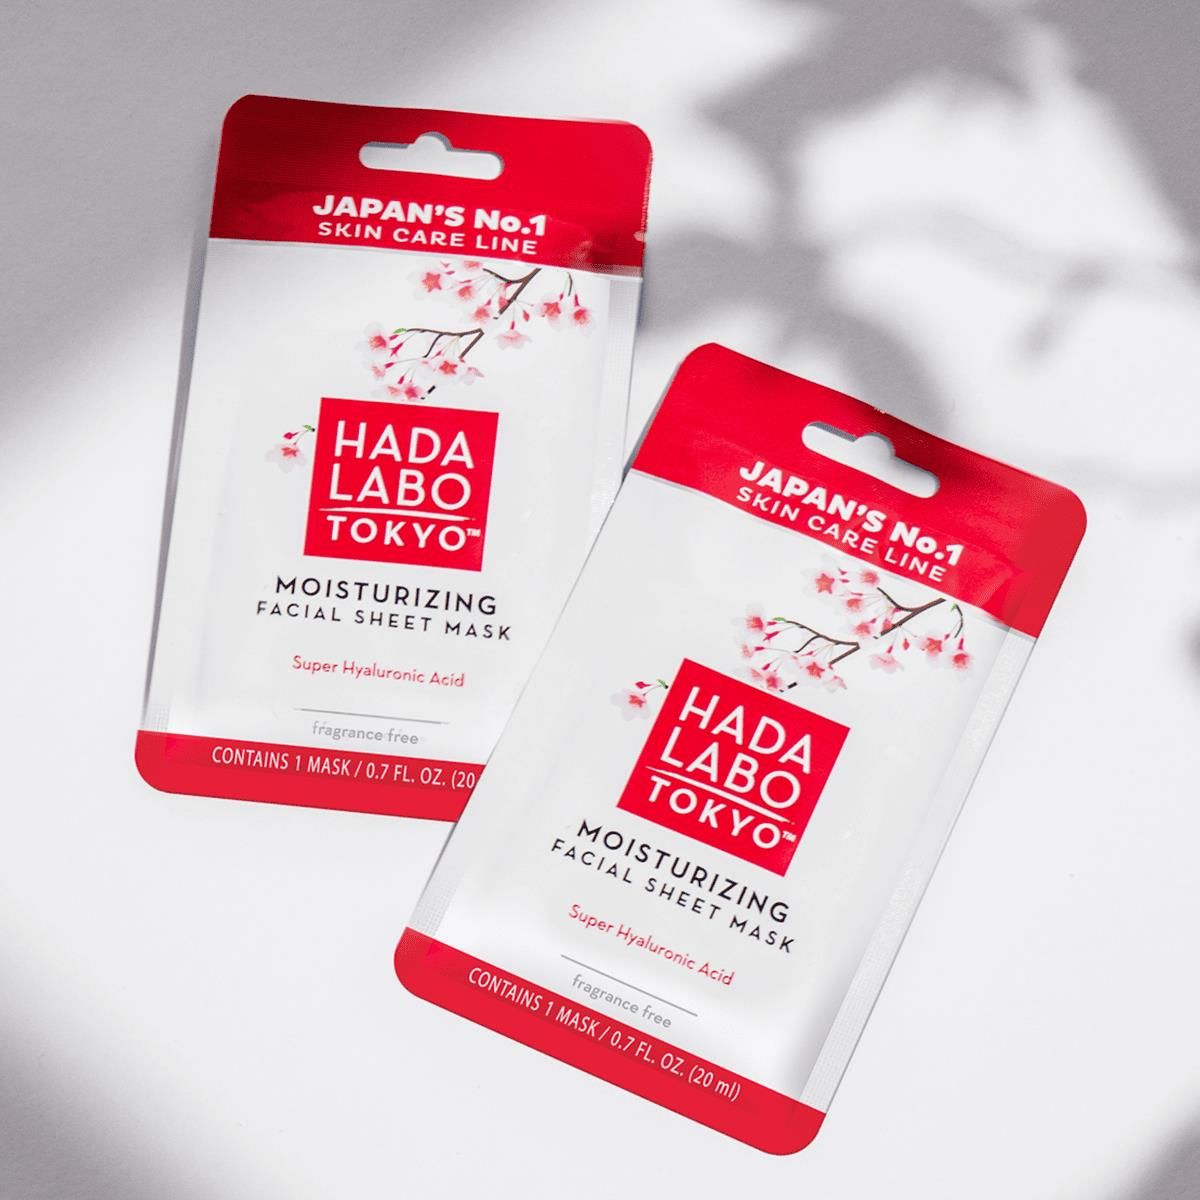 JAPAN'S No.1
SKIN CARE LINE
HADA
LABO
TOKYO™
MOISTURIZING
FACIAL SHEET MASK
Super Hyaluronic Acid
fragrance free
CONTAINS 1 MASK / 0.7 FL. OZ. (20
JAPAN'S No.1
SKIN CARE LINE
HADA
LABO
TOKYO™
MOISTURIZING
FACIAL SHEET MASK
Super Hyaluronic Acid
fragrance free
CONTAINS 1 MASK / 0.7 FL. OZ. (20 ml)